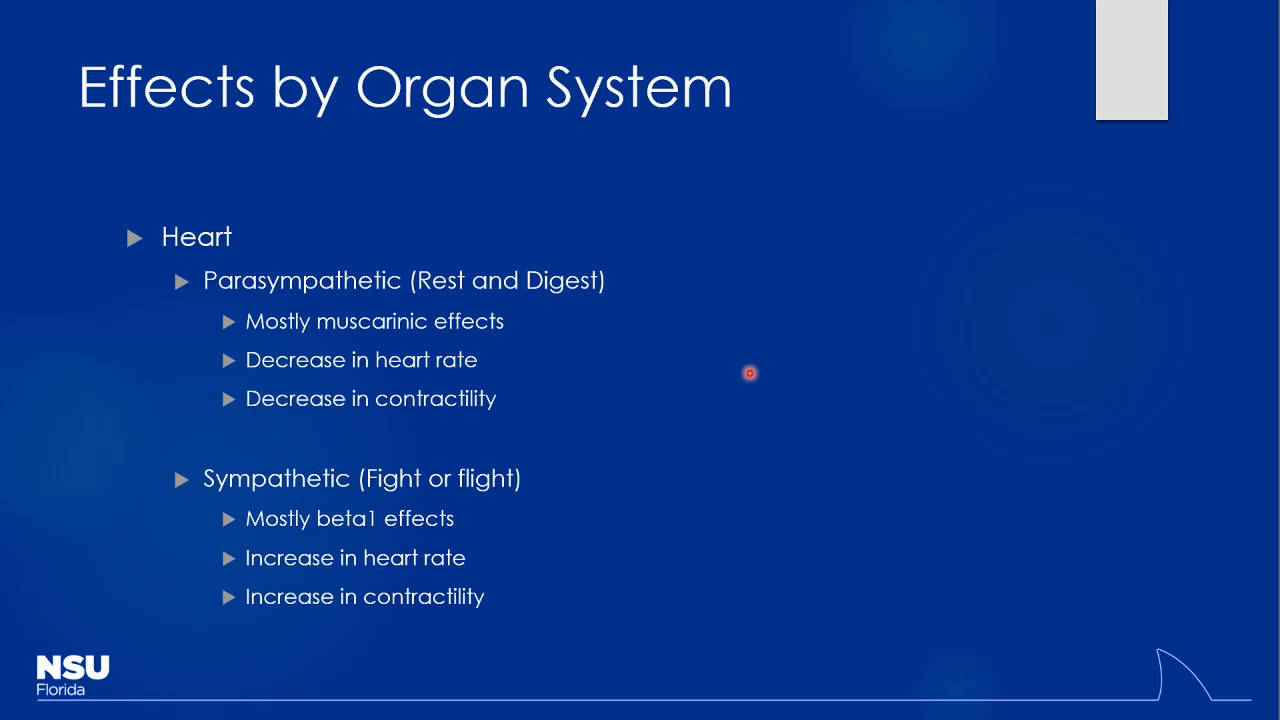 Effects by Organ System
Heart
Parasympathetic (Rest and Digest)
Mostly muscarinic effects
Decrease in heart rate
Decrease in contractility
Sympathetic (Fight or flight)
Mostly beta1 effects
Increase in heart rate
Increase in contractility
NSU
Florida